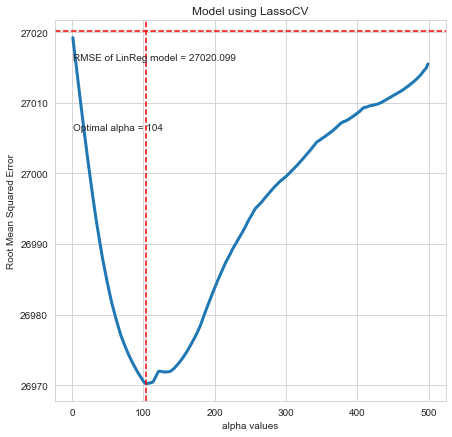 Model using LassoCV
27020
RMSE of LinReg model = 27020.099
27010
Optimal alpha = 104
27000
Root Mean Squared Error
26990
26980
26970
0 100 200 300 400 500
alpha values